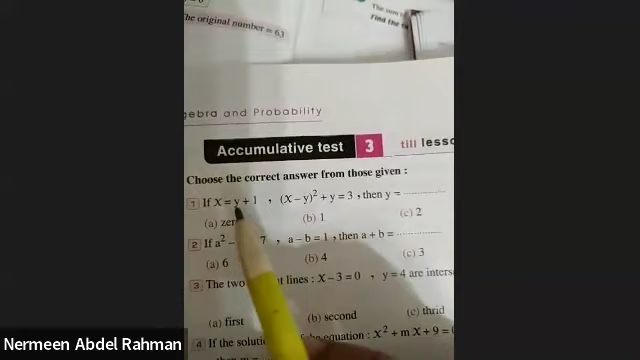 The original number = 63
The
Find the
gebra and Probability
Accumulative test 3 till lesso
Choose the correct answer from those given :
1 If X = y + 1 , (X – y)² + y = 3 , then y = ............
(a) zer (b) 1 (c) 2
2 If a² – 7 , a – b = 1 , then a + b = ............
(a) 6 (b) 4 (c) 3
3 The two lines : X – 3 = 0 , y = 4 are inters
(a) first (b) second (c) thrid
4 If the solution equation : X² + m X + 9 = 0
then m =
Nermeen Abdel Rahman